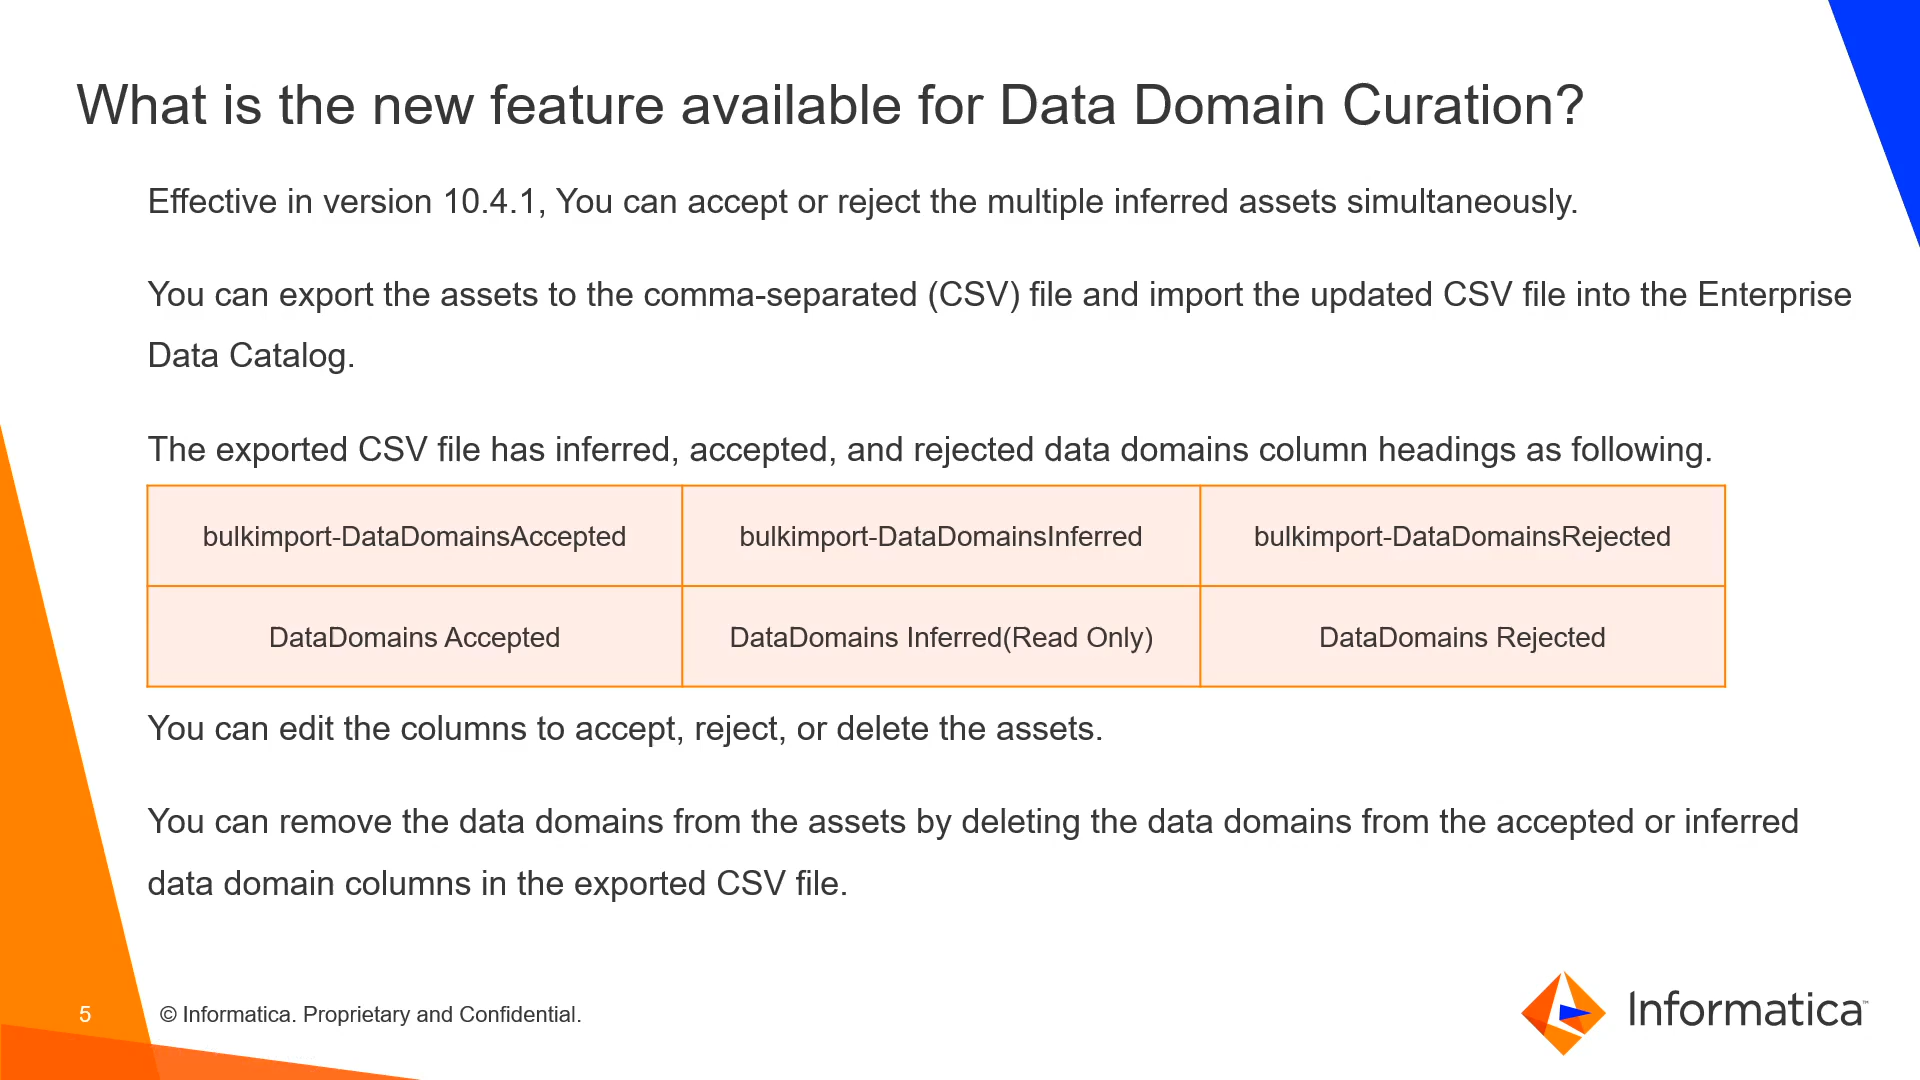 What is the new feature available for Data Domain Curation?
Effective in version 10.4.1, You can accept or reject the multiple inferred assets simultaneously.
You can export the assets to the comma-separated (CSV) file and import the updated CSV file into the Enterprise
Data Catalog.
The exported CSV file has inferred, accepted, and rejected data domains column headings as following.
bulkimport-DataDomainsAccepted bulkimport-DataDomainsInferred bulkimport-DataDomainsRejected
DataDomains Accepted DataDomains Inferred(Read Only) DataDomains Rejected
You can edit the columns to accept, reject, or delete the assets.
You can remove the data domains from the assets by deleting the data domains from the accepted or inferred
data domain columns in the exported CSV file.
5 © Informatica. Proprietary and Confidential.
Informatica™